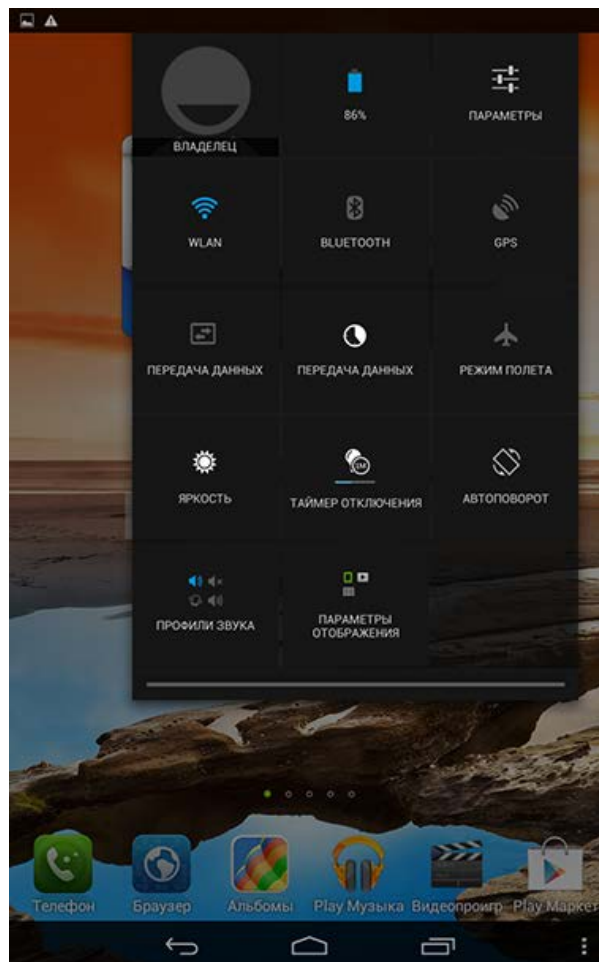 86%
ПАРАМЕТРЫ
ВЛАДЕЛЕЦ
WLAN
BLUETOOTH
GPS
ПЕРЕДАЧА ДАННЫХ
ПЕРЕДАЧА ДАННЫХ
РЕЖИМ ПОЛЕТА
ЯРКОСТЬ
1M
ТАЙМЕР ОТКЛЮЧЕНИЯ
АВТОПОВОРОТ
ПРОФИЛИ ЗВУКА
ПАРАМЕТРЫ
ОТОБРАЖЕНИЯ
Телефон
Браузер
Альбомы
Play Музыка
Видеопроигр
Play Маркет